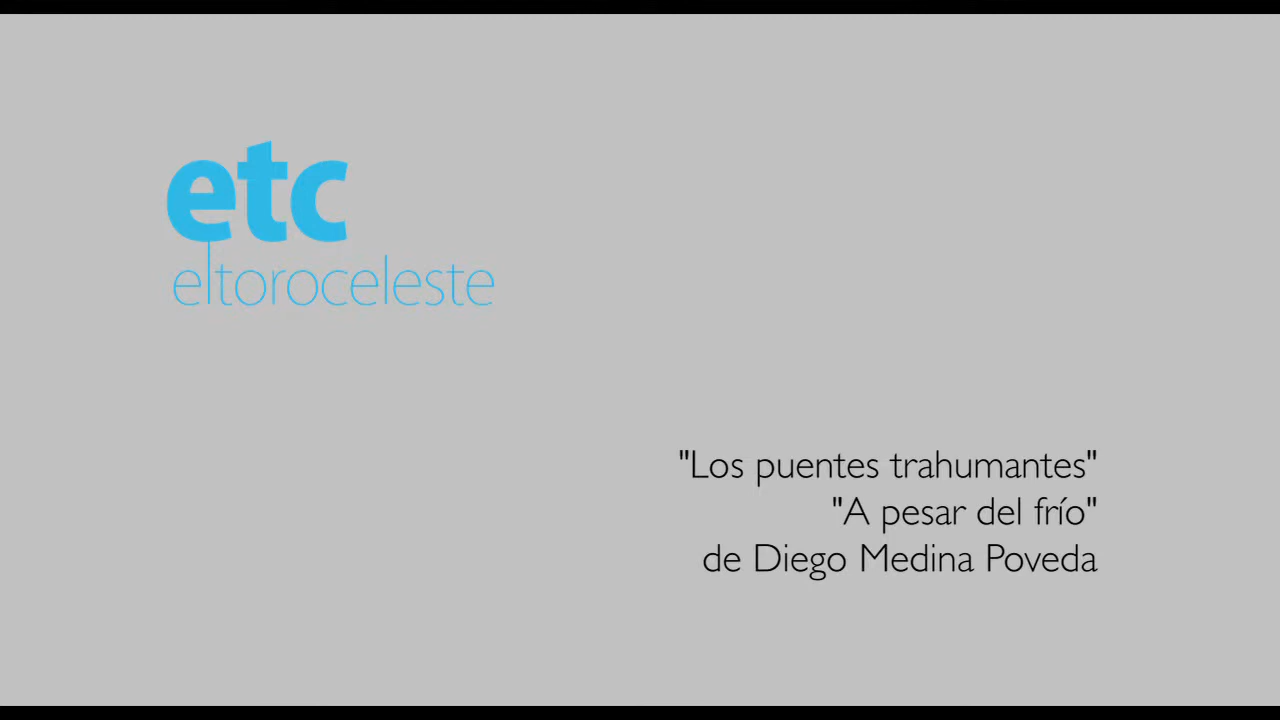 etc
eltoroceleste
"Los puentes trahumantes"
"A pesar del frío"
de Diego Medina Poveda